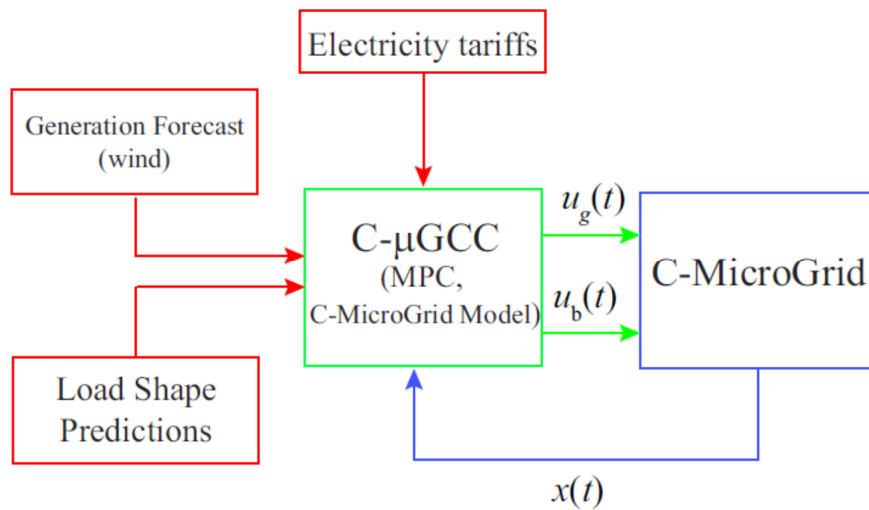 Electricity tariffs
Generation Forecast
(wind)
C-μGCC
(MPC,
C-MicroGrid Model)
u_g(t)
u_b(t)
C-MicroGrid
Load Shape
Predictions
x(t)